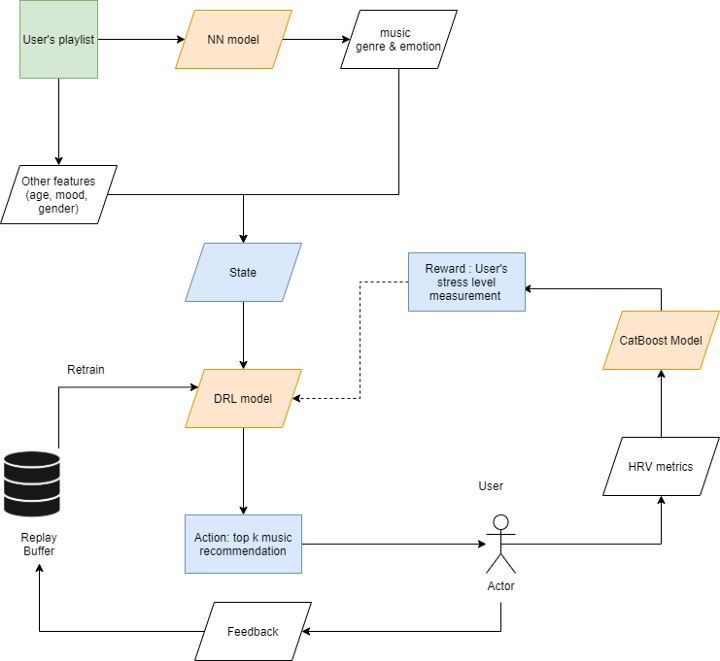 User's playlist
NN model
music
genre & emotion
Other features
(age, mood,
gender)
State
Reward : User's
stress level
measurement
CatBoost Model
Retrain
DRL model
HRV metrics
User
Action: top k music
recommendation
Replay
Buffer
Actor
Feedback